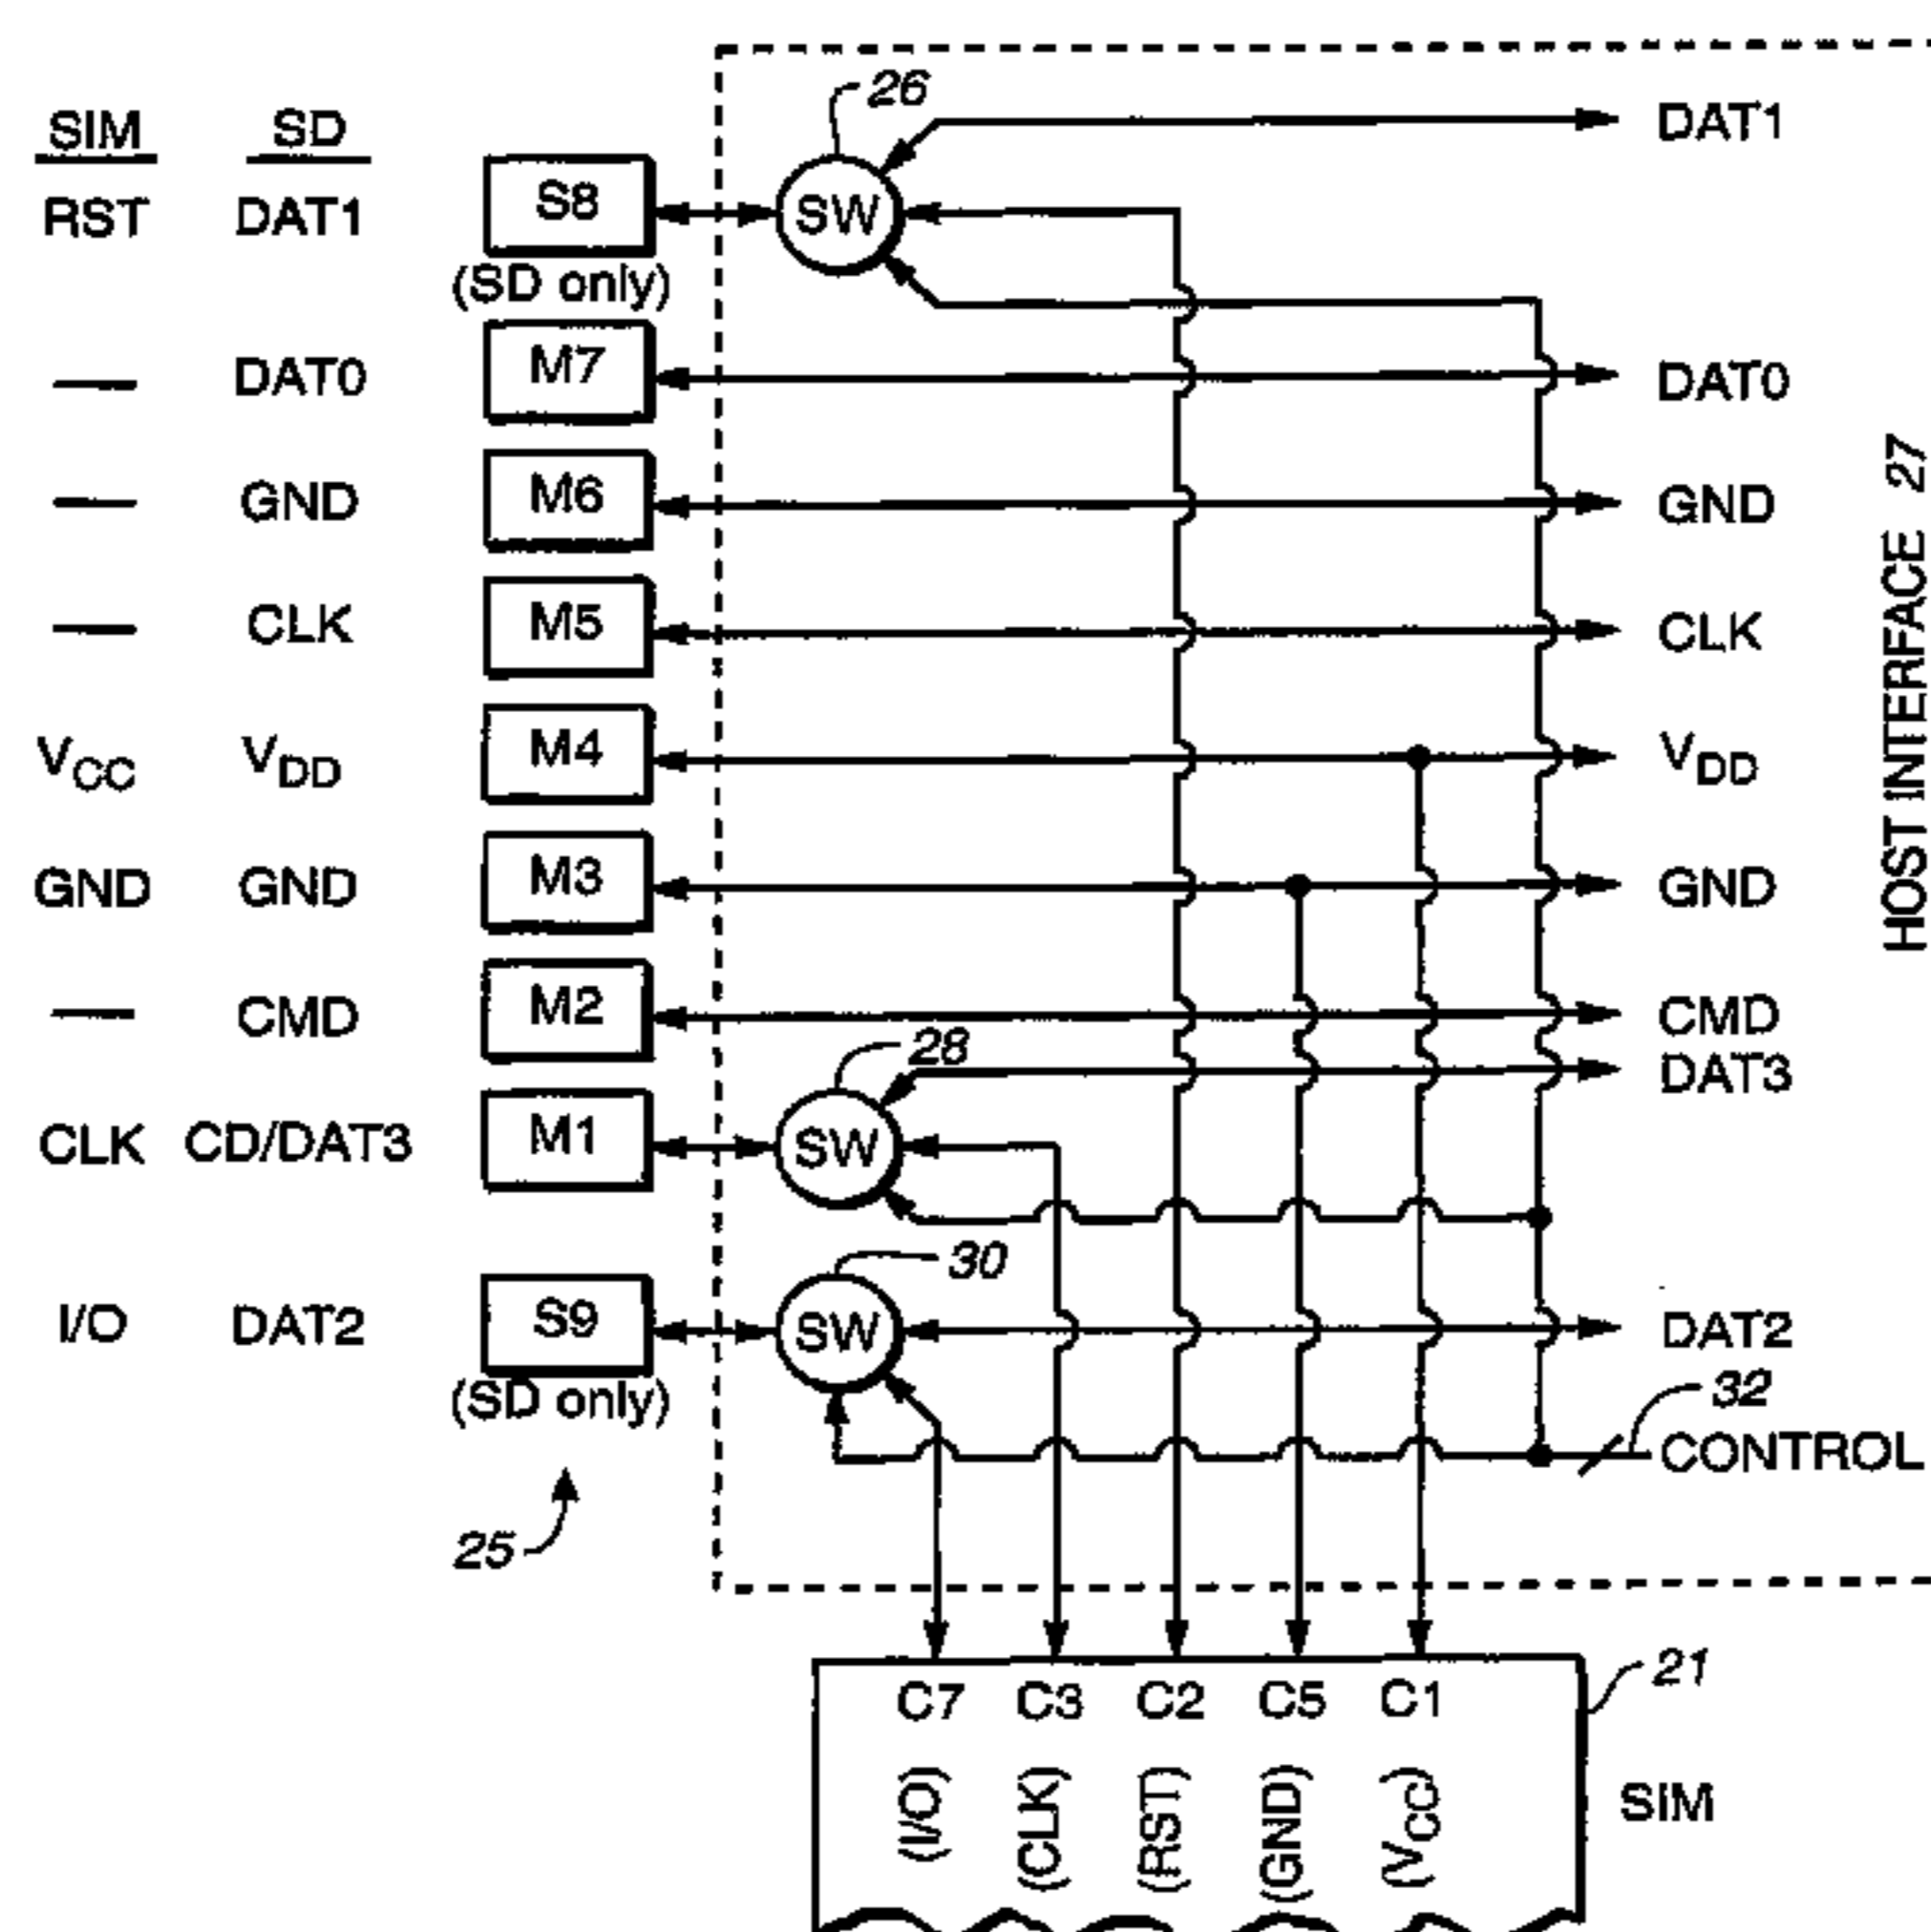 26
SIM SD DAT1
RST DAT1 S8 SW
(SD only)
— DAT0 M7 DAT0
— GND M6 GND
HOST INTERFACE 27
— CLK M5 CLK
VCC VDD M4 VDD
GND GND M3 GND
— CMD M2 CMD
28
DAT3
CLK CD/DAT3 M1 SW
30
I/O DAT2 S9 SW DAT2
(SD only)
32
CONTROL
25
21
C7 C3 C2 C5 C1
(I/O) (CLK) (RST) (GND) (VCC)
SIM